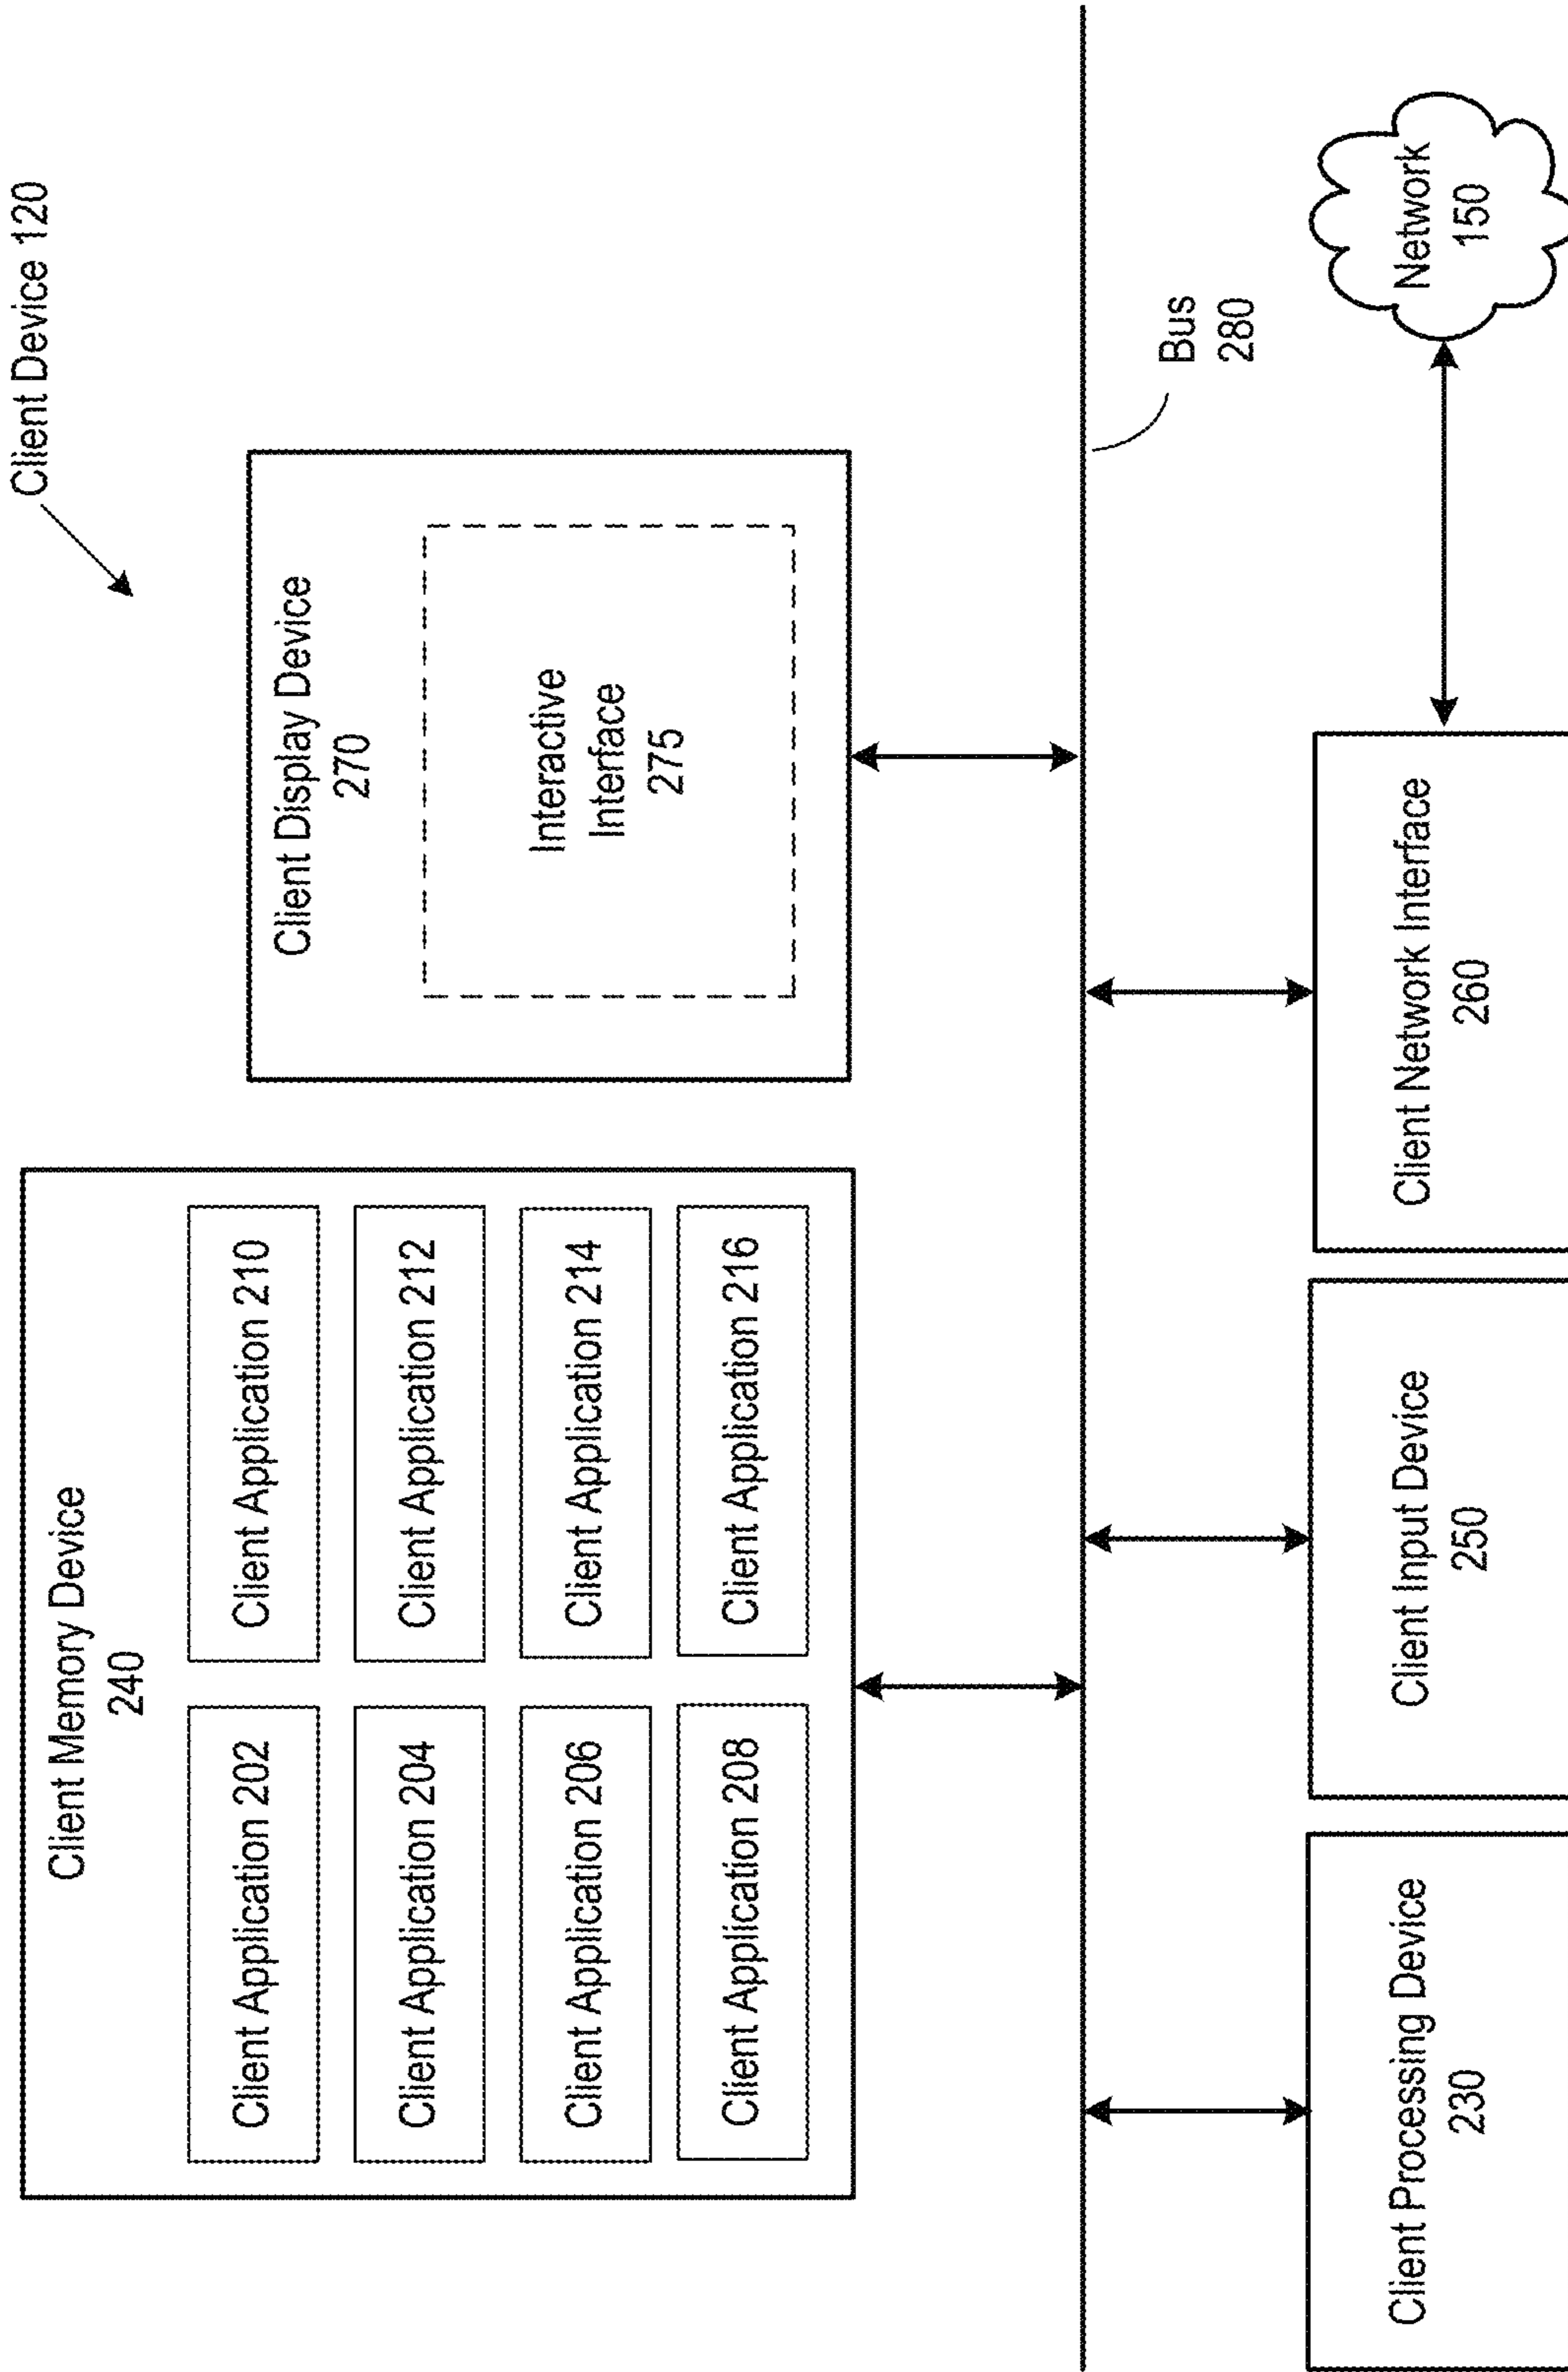 Client Device 120
Client Memory Device
240
Client Application 202
Client Application 210
Client Application 204
Client Application 212
Client Application 206
Client Application 214
Client Application 208
Client Application 216
Client Display Device
270
Interactive
Interface
275
Bus
280
Client Processing Device
230
Client Input Device
250
Client Network Interface
260
Network
150